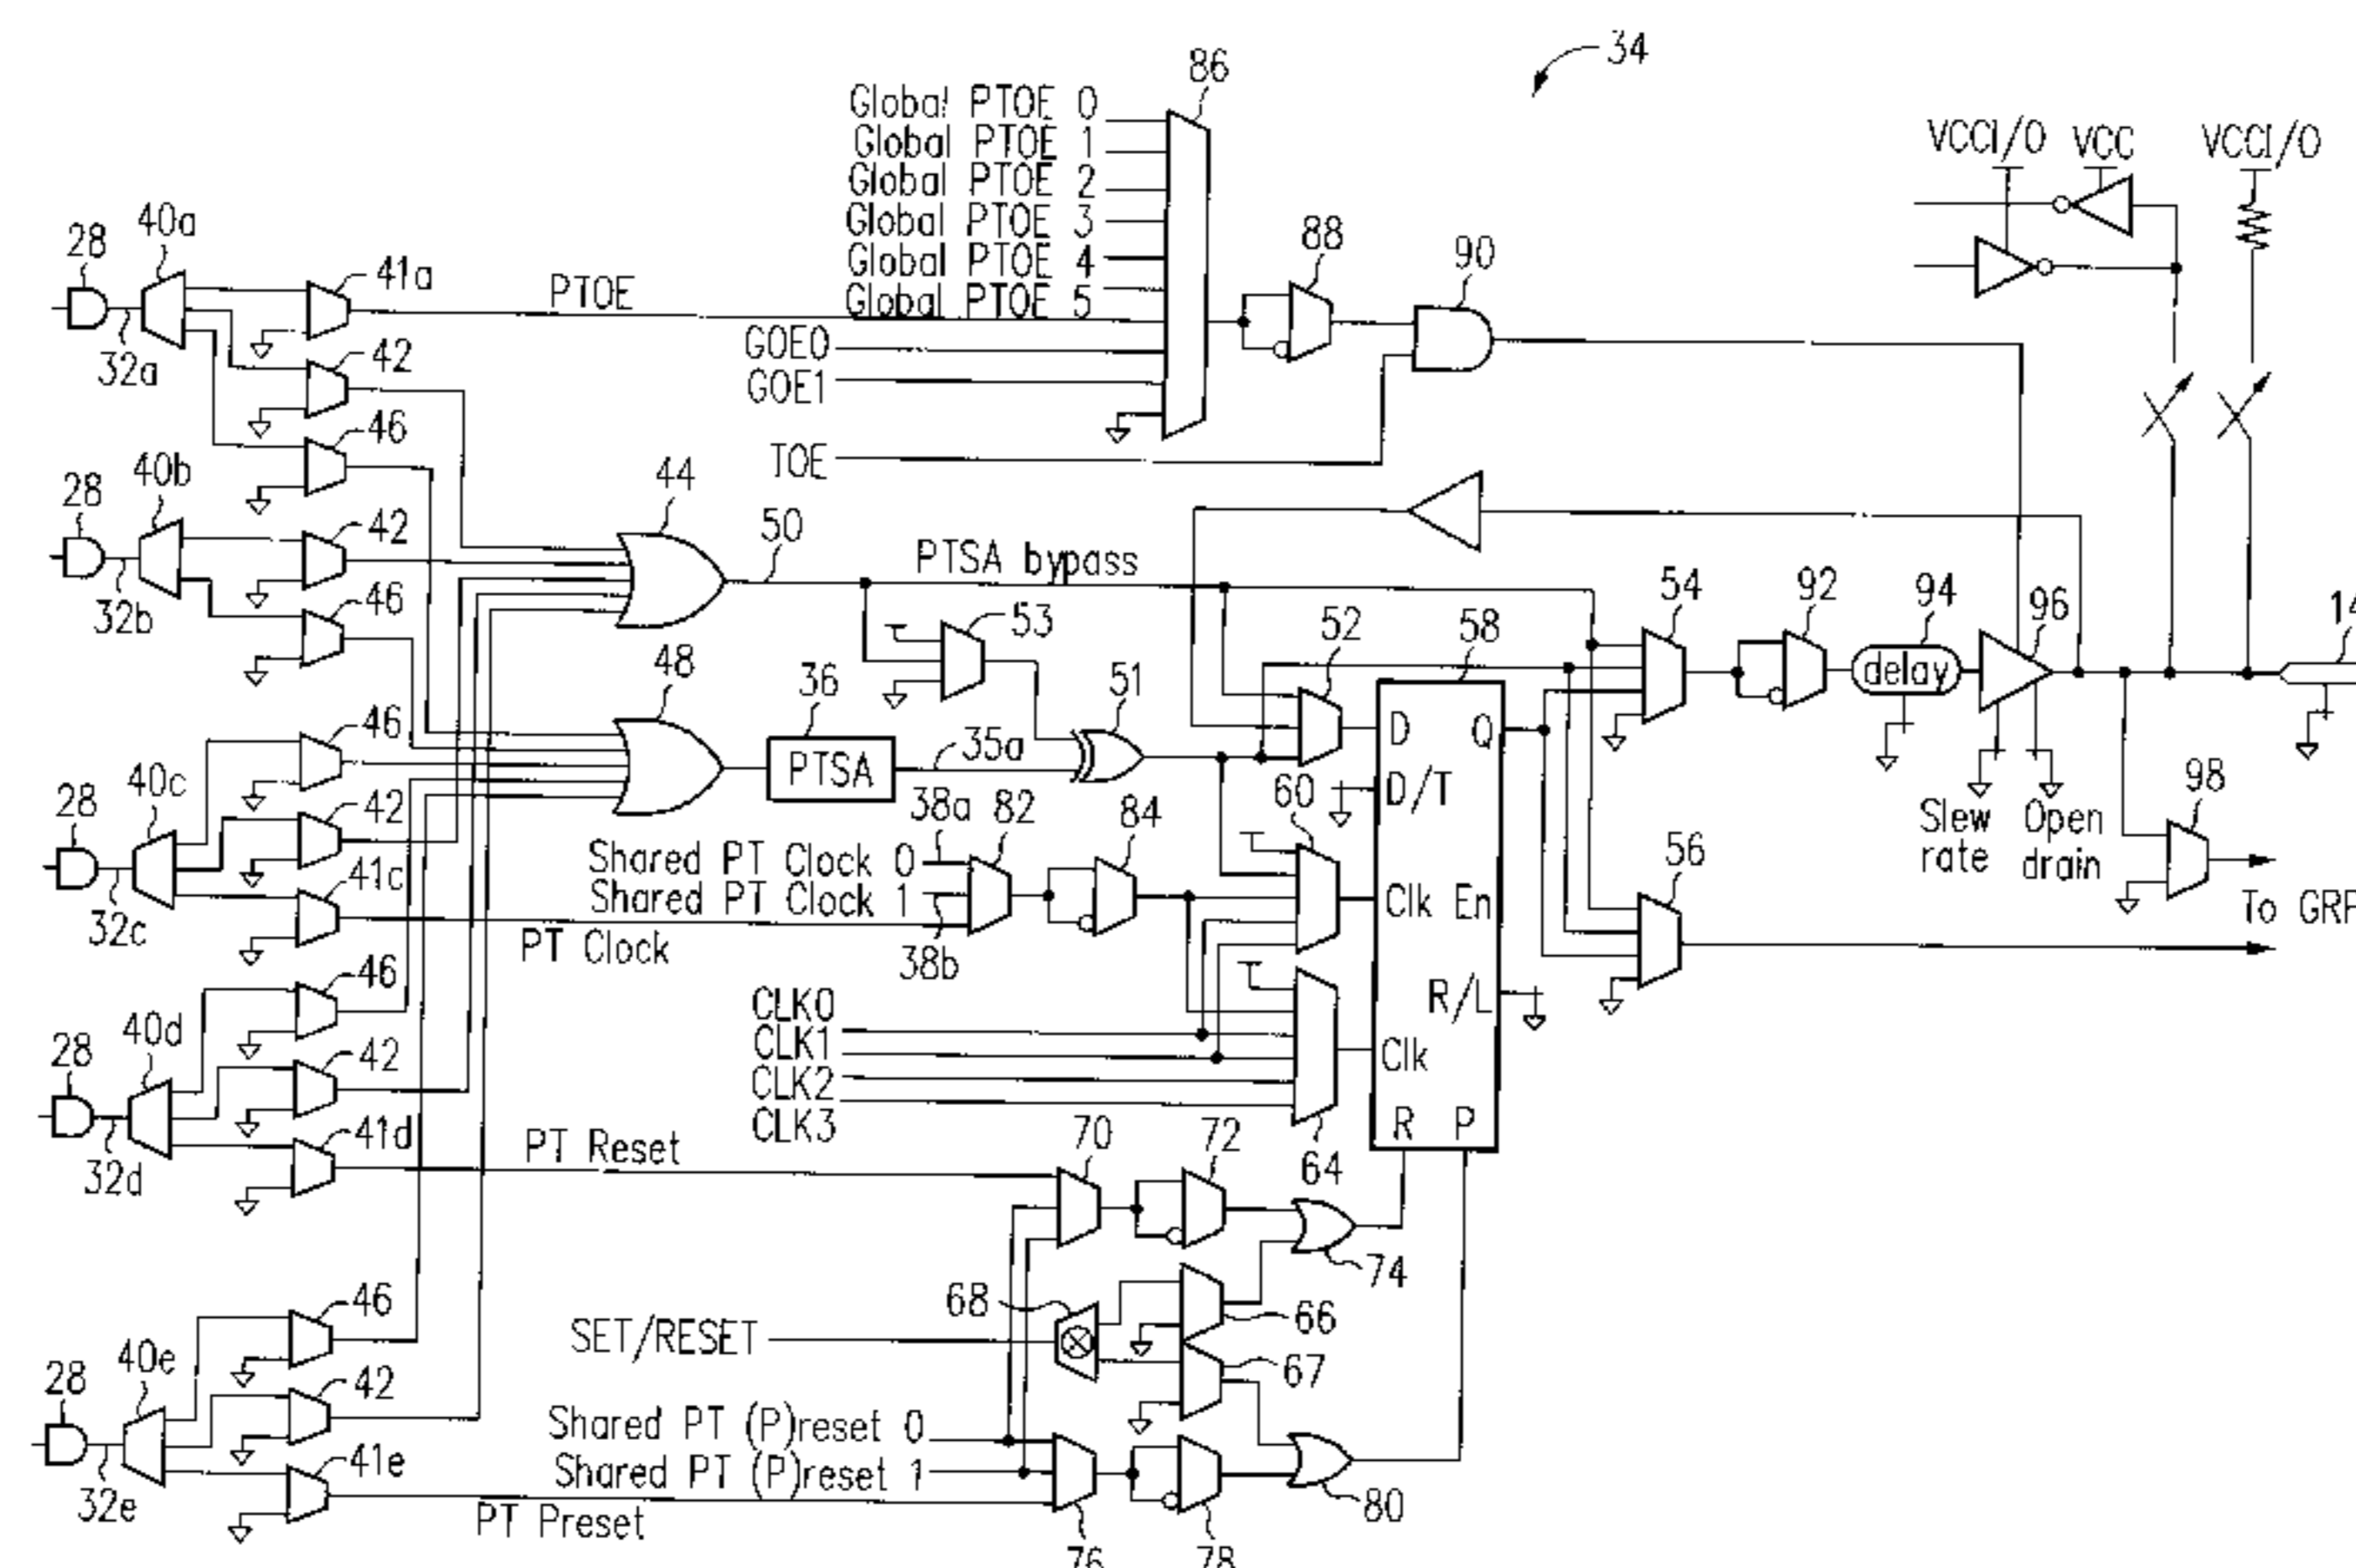 34
86
Global PTOE 0
Global PTOE 1
Global PTOE 2
Global PTOE 3
Global PTOE 4
Global PTOE 5
VCCI/O VCC VCCI/O
28 40a 41a
PTOE
88
90
GOE0
GOE1
TOE
32a
42
46
28 40b
42
46
32b
44
50
PTSA bypass
53
52
58
54
92
94
96
14
delay
48
36
PTSA
35a
51
D Q
D/T
60
Clk En
R/L
Clk
R P
46
42
41c
28 40c
32c
38a 82 84
Shared PT Clock 0
Shared PT Clock 1
PT Clock
38b
Slew rate
Open drain
98
56
To GRP
CLK0
CLK1
CLK2
CLK3
64
46
42
41d
28 40d
32d
PT Reset
70
72
74
68
SET/RESET
66
67
46
42
41e
28 40e
32e
Shared PT (P)reset 0
Shared PT (P)reset 1
PT Preset
76
78
80